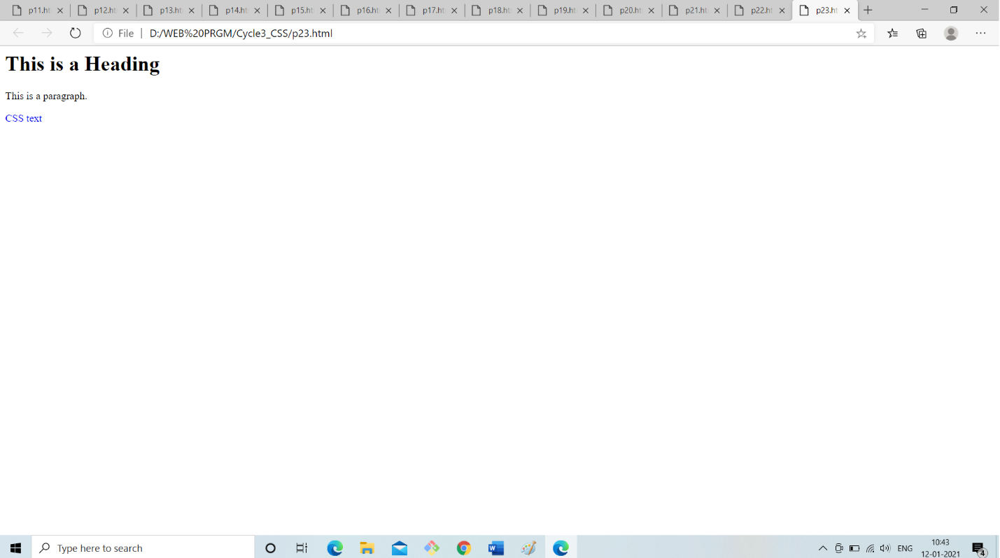 p11.ht p12.ht p13.ht p14.ht p15.ht p16.ht p17.ht p18.ht p19.ht p20.ht p21.ht p22.ht p23.ht
File | D:/WEB%20PRGM/Cycle3_CSS/p23.html
This is a Heading
This is a paragraph.
CSS text
Type here to search
ENG
10:43
12-01-2021
4